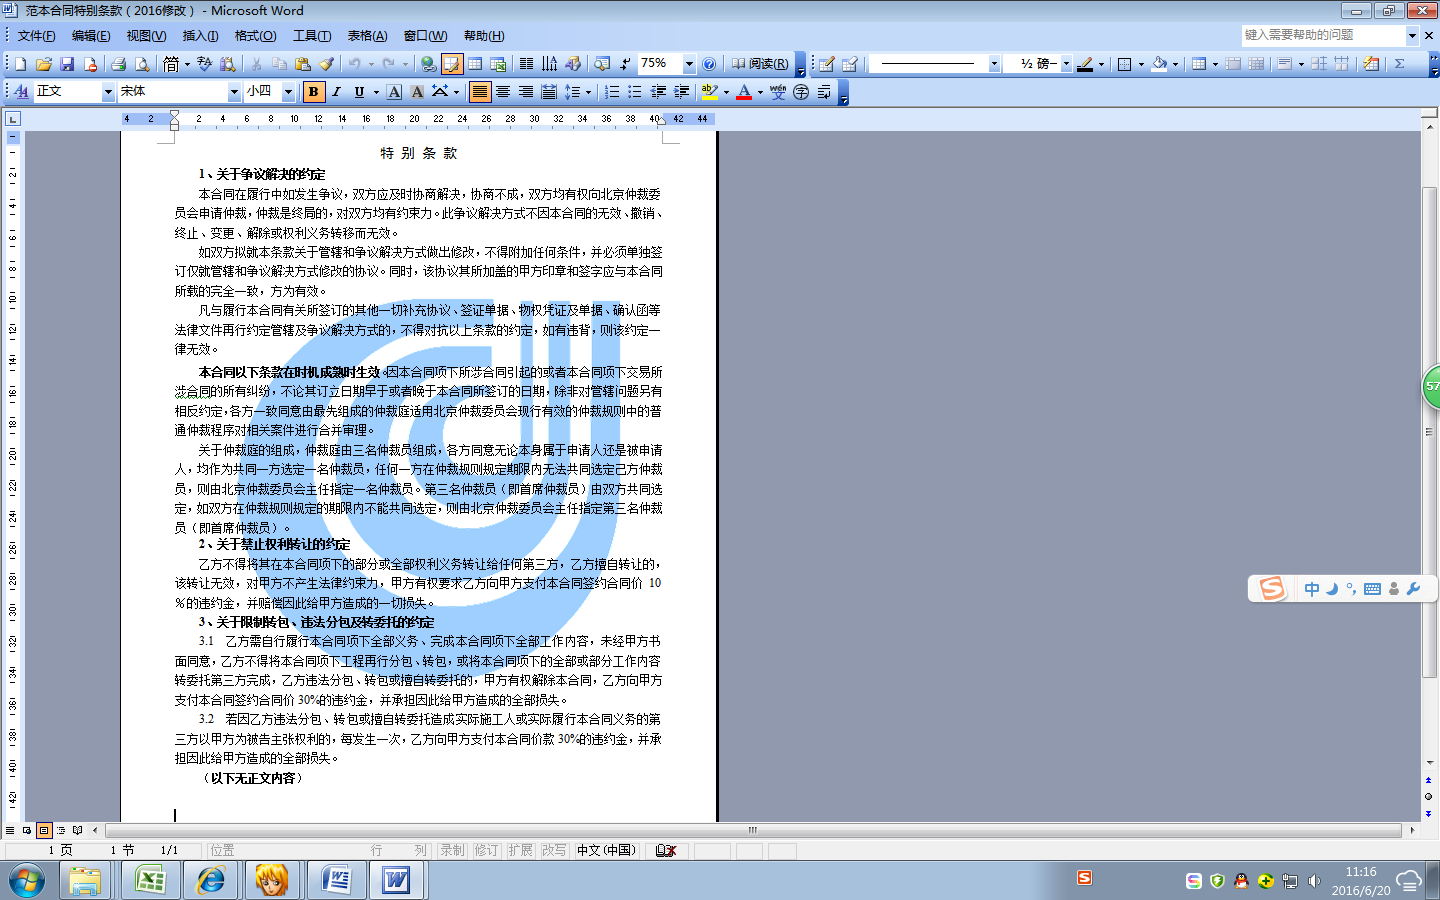 范本合同特别条款（2016修改） - Microsoft Word
文件(F) 编辑(E) 视图(V) 插入(I) 格式(O) 工具(T) 表格(A) 窗口(W) 帮助(H) 键入需要帮助的问题
简 75% 阅读(R) ½ 磅
正文 宋体 小四 B I U A A A
4 2 2 4 6 8 10 12 14 16 18 20 22 24 26 28 30 32 34 36 38 40 42 44
特 别 条 款
1、关于争议解决的约定
本合同在履行中如发生争议，双方应及时协商解决，协商不成，双方均有权向北京仲裁委
员会申请仲裁，仲裁是终局的，对双方均有约束力。此争议解决方式不因本合同的无效、撤销、
终止、变更、解除或权利义务转移而无效。
如双方拟就本条款关于管辖和争议解决方式做出修改，不得附加任何条件，并必须单独签
订仅就管辖和争议解决方式修改的协议。同时，该协议其所加盖的甲方印章和签字应与本合同
所载的完全一致，方为有效。
凡与履行本合同有关所签订的其他一切补充协议、签证单据、物权凭证及单据、确认函等
法律文件再行约定管辖及争议解决方式的，不得对抗以上条款的约定，如有违背，则该约定一
律无效。
本合同以下条款在时机成熟时生效。因本合同项下所涉合同引起的或者本合同项下交易所
涉合同的所有纠纷，不论其订立日期早于或者晚于本合同所签订的日期，除非对管辖问题另有
相反约定，各方一致同意由最先组成的仲裁庭适用北京仲裁委员会现行有效的仲裁规则中的普
通仲裁程序对相关案件进行合并审理。
关于仲裁庭的组成，仲裁庭由三名仲裁员组成，各方同意无论本身属于申请人还是被申请
人，均作为共同一方选定一名仲裁员，任何一方在仲裁规则规定期限内无法共同选定己方仲裁
员，则由北京仲裁委员会主任指定一名仲裁员。第三名仲裁员（即首席仲裁员）由双方共同选
定，如双方在仲裁规则规定的期限内不能共同选定，则由北京仲裁委员会主任指定第三名仲裁
员（即首席仲裁员）。
2、关于禁止权利转让的约定
乙方不得将其在本合同项下的部分或全部权利义务转让给任何第三方，乙方擅自转让的，
该转让无效，对甲方不产生法律约束力，甲方有权要求乙方向甲方支付本合同签约合同价 10
%的违约金，并赔偿因此给甲方造成的一切损失。
3、关于限制转包、违法分包及转委托的约定
3.1 乙方需自行履行本合同项下全部义务、完成本合同项下全部工作内容，未经甲方书
面同意，乙方不得将本合同项下工程再行分包、转包，或将本合同项下的全部或部分工作内容
转委托第三方完成，乙方违法分包、转包或擅自转委托的，甲方有权解除本合同，乙方向甲方
支付本合同签约合同价 30%的违约金，并承担因此给甲方造成的全部损失。
3.2 若因乙方违法分包、转包或擅自转委托造成实际施工人或实际履行本合同义务的第
三方以甲方为被告主张权利的，每发生一次，乙方向甲方支付本合同价款 30%的违约金，并承
担因此给甲方造成的全部损失。
（以下无正文内容）
57
中
1 页 1 节 1/1 位置 行 列 录制 修订 扩展 改写 中文(中国)
11:16
2016/6/20